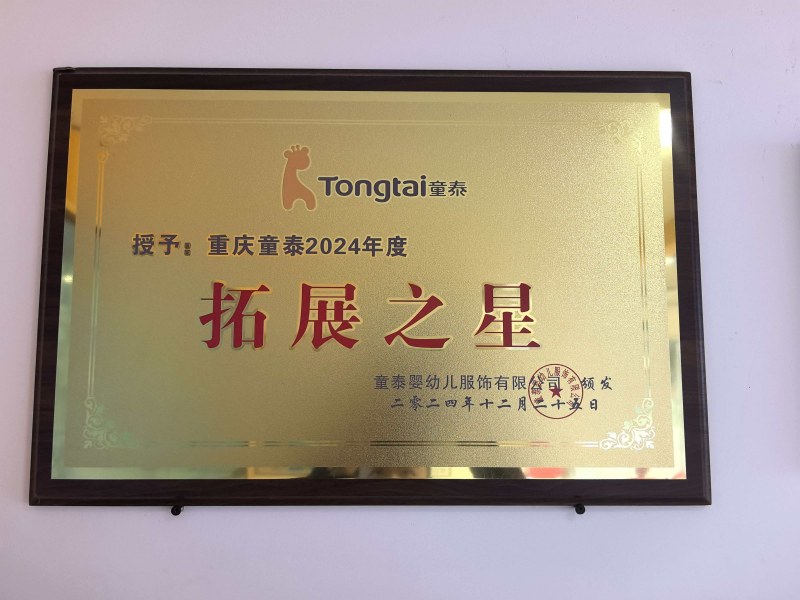 Tongtai童泰
授予: 重庆童泰2024年度
拓展之星
童泰婴幼儿服饰有限公司 颁发
二零二四年十二月二十五日